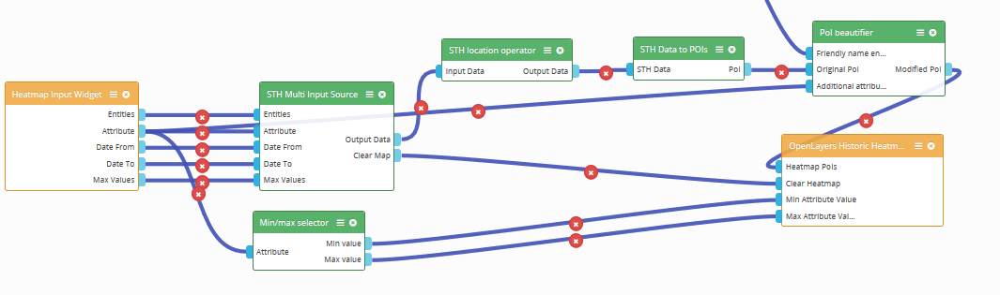 Heatmap Input Widget
Entities
Attribute
Date From
Date To
Max Values
STH Multi Input Source
Entities
Attribute
Date From
Date To
Max Values
Output Data
Clear Map
Min/max selector
Attribute
Min value
Max value
STH location operator
Input Data
Output Data
STH Data to POIs
STH Data
PoI
PoI beautifier
Friendly name en...
Original PoI
Additional attribu...
Modified PoI
OpenLayers Historic Heatm...
Heatmap PoIs
Clear Heatmap
Min Attribute Value
Max Attribute Val...